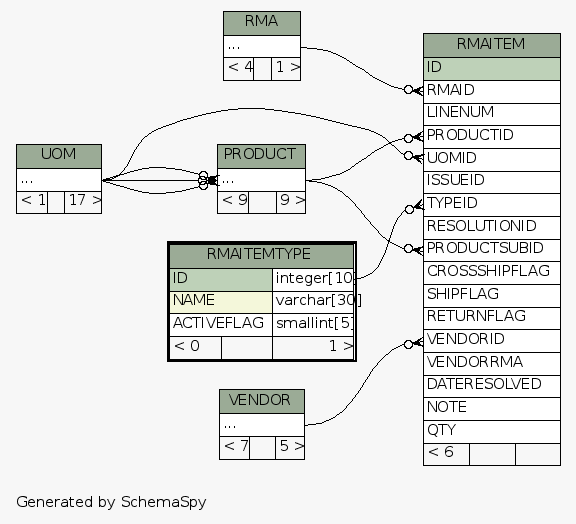 RMA
...
< 4 1 >
RMAITEM
ID
RMAID
LINENUM
PRODUCTID
UOMID
ISSUEID
TYPEID
RESOLUTIONID
PRODUCTSUBID
CROSSSHIPFLAG
SHIPFLAG
RETURNFLAG
VENDORID
VENDORRMA
DATERESOLVED
NOTE
QTY
< 6
UOM
...
< 1 17 >
PRODUCT
...
< 9 9 >
RMAITEMTYPE
ID integer[10]
NAME varchar[30]
ACTIVEFLAG smallint[5]
< 0 1 >
VENDOR
...
< 7 5 >
Generated by SchemaSpy